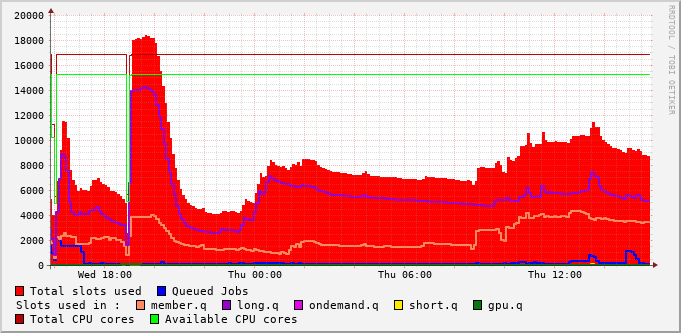 20000
18000
16000
14000
12000
10000
8000
6000
4000
2000
0
Wed 18:00 Thu 00:00 Thu 06:00 Thu 12:00
RRDTOOL / TOBI OETIKER
Total slots used Queued Jobs
Slots used in : member.q long.q ondemand.q short.q gpu.q
Total CPU cores Available CPU cores